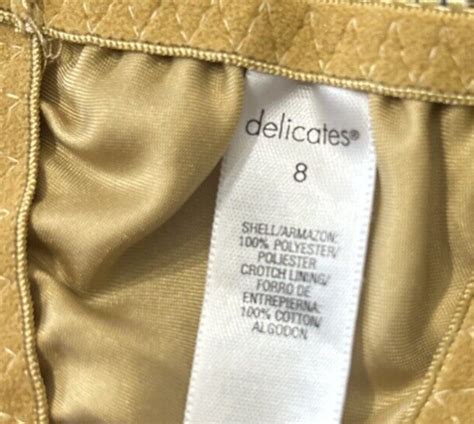 delicates®
8
SHELL/ARMAZON:
100% POLYESTER/
POLIESTER
CROTCH LINING/
FORRO DE
ENTREPIERNA:
100% COTTON/
ALGODON